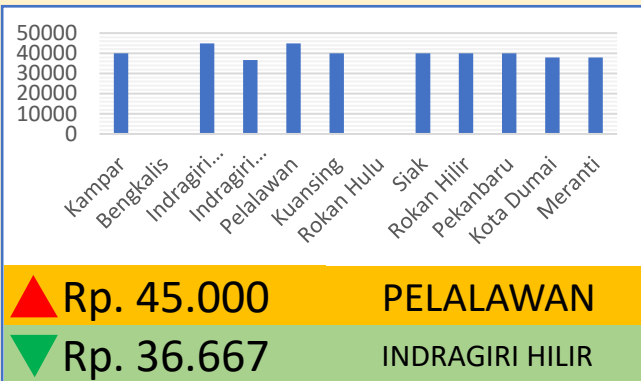 50000
40000
30000
20000
10000
0
Kampar
Bengkalis
Indragiri...
Indragiri...
Pelalawan
Kuansing
Rokan Hulu
Siak
Rokan Hilir
Pekanbaru
Kota Dumai
Meranti
Rp. 45.000 PELALAWAN
Rp. 36.667 INDRAGIRI HILIR